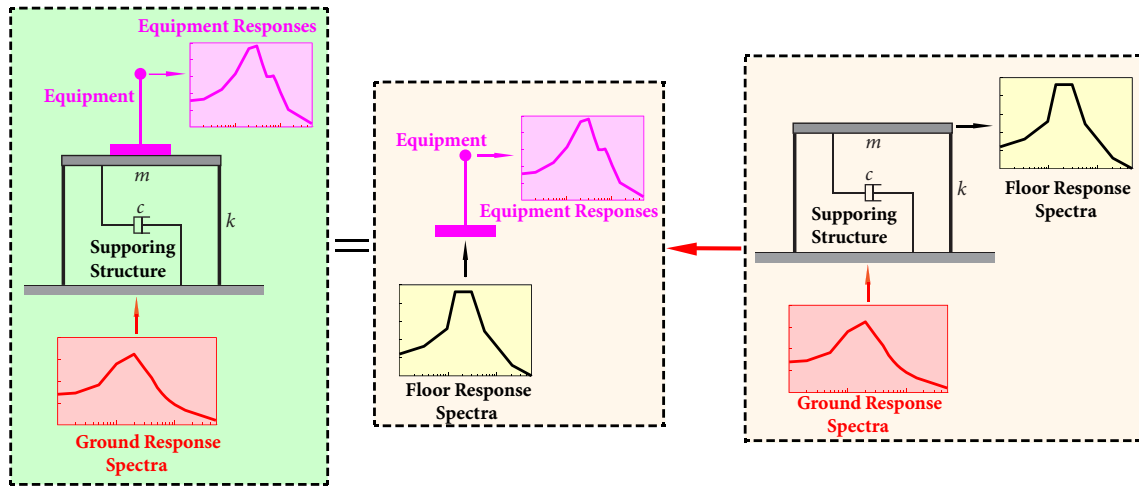 Equipment Responses
Equipment
m
c
k
Supporing
Structure
Ground Response
Spectra
=
Equipment
Equipment Responses
Floor Response
Spectra
m
c
k
Supporing
Structure
Floor Response
Spectra
Ground Response
Spectra